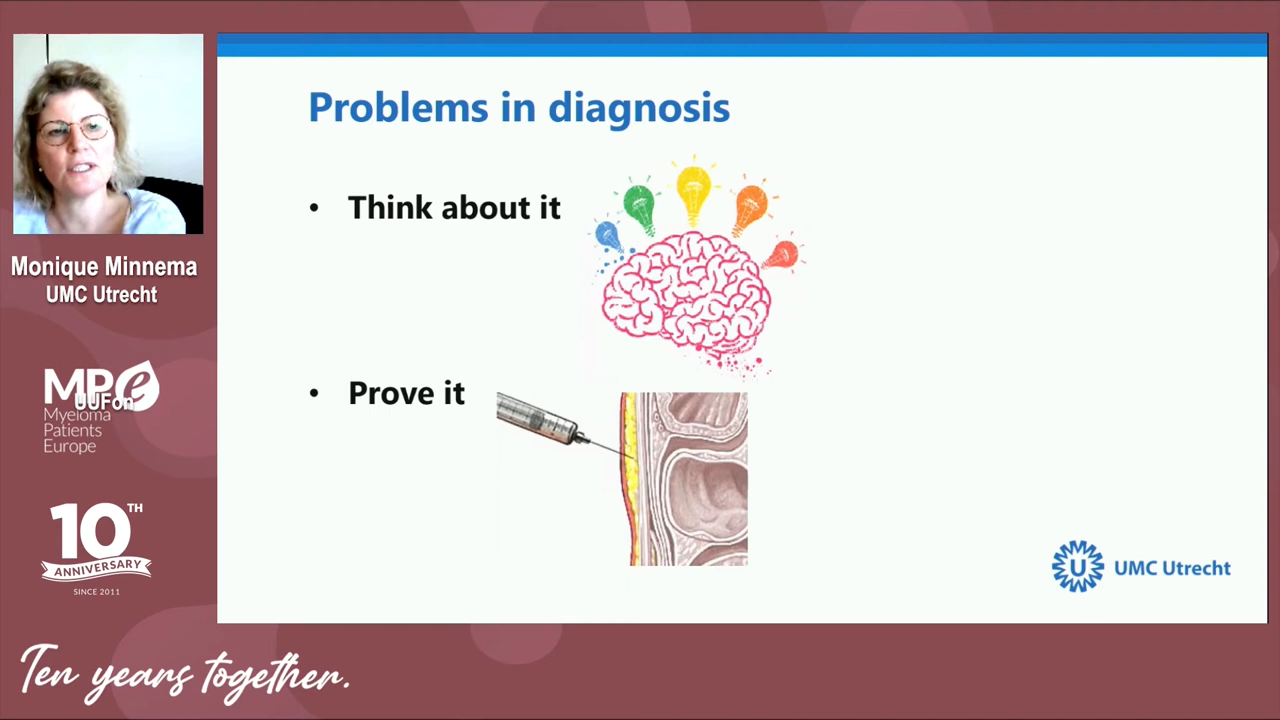 Problems in diagnosis
• Think about it
• Prove it
UMC Utrecht
Monique Minnema
UMC Utrecht
MPe
UUFon
Myeloma
Patients
Europe
10TH
ANNIVERSARY
SINCE 2011
Ten years together.